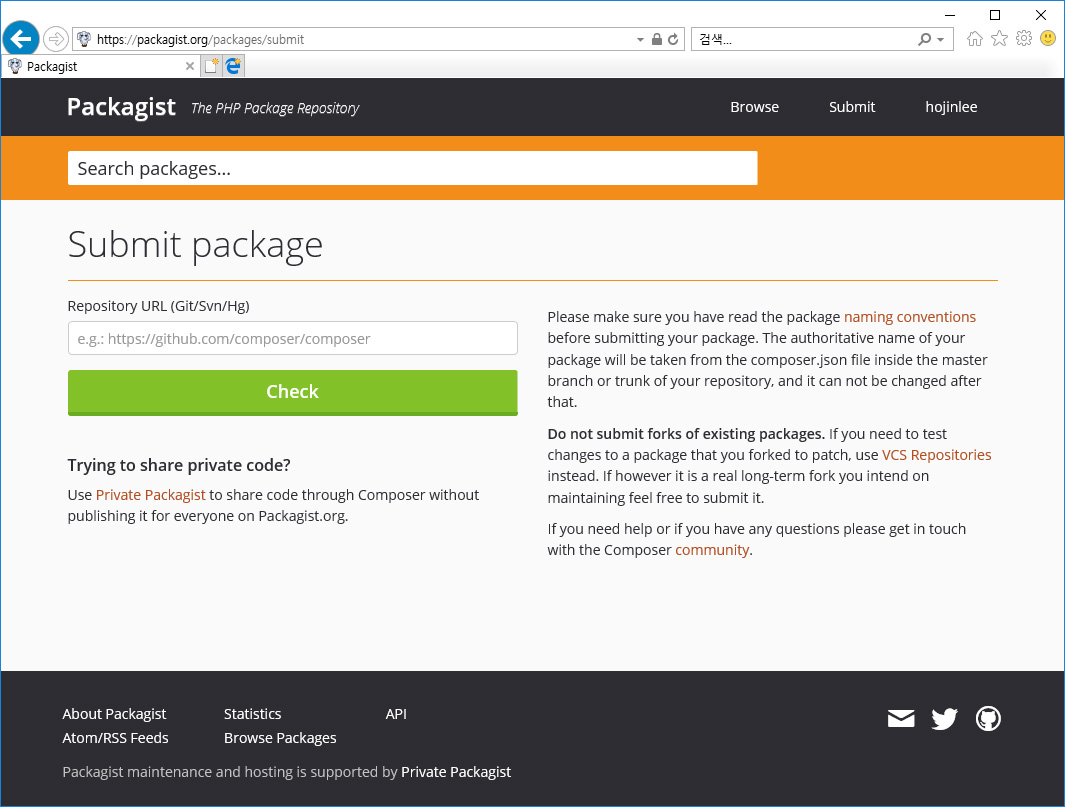 https://packagist.org/packages/submit
검색...
Packagist
Packagist The PHP Package Repository
Browse Submit hojinlee
Search packages...
Submit package
Repository URL (Git/Svn/Hg)
e.g.: https://github.com/composer/composer
Check
Trying to share private code?
Use Private Packagist to share code through Composer without
publishing it for everyone on Packagist.org.
Please make sure you have read the package naming conventions
before submitting your package. The authoritative name of your
package will be taken from the composer.json file inside the master
branch or trunk of your repository, and it can not be changed after
that.
Do not submit forks of existing packages. If you need to test
changes to a package that you forked to patch, use VCS Repositories
instead. If however it is a real long-term fork you intend on
maintaining feel free to submit it.
If you need help or if you have any questions please get in touch
with the Composer community.
About Packagist Statistics API
Atom/RSS Feeds Browse Packages
Packagist maintenance and hosting is supported by Private Packagist